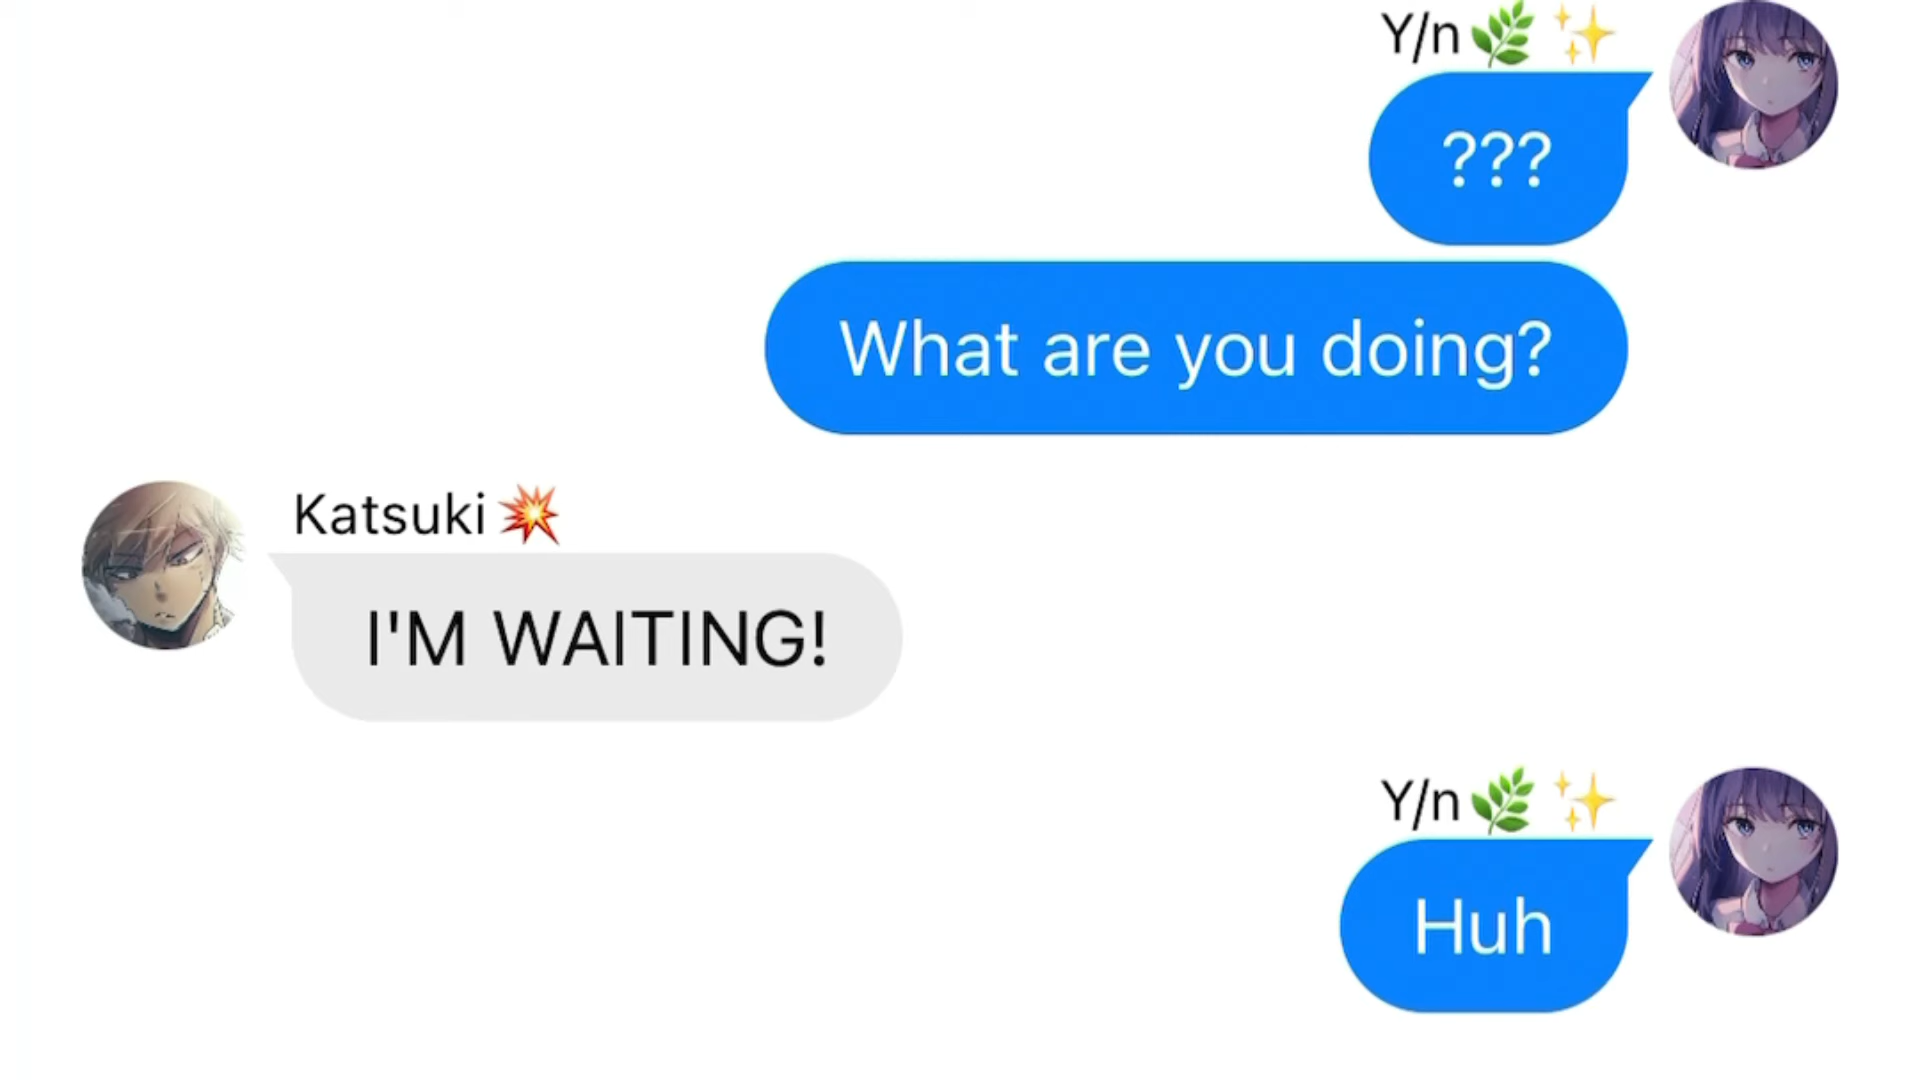 Y/n🌿 ✨
???
What are you doing?
Katsuki💥
I'M WAITING!
Y/n🌿 ✨
Huh